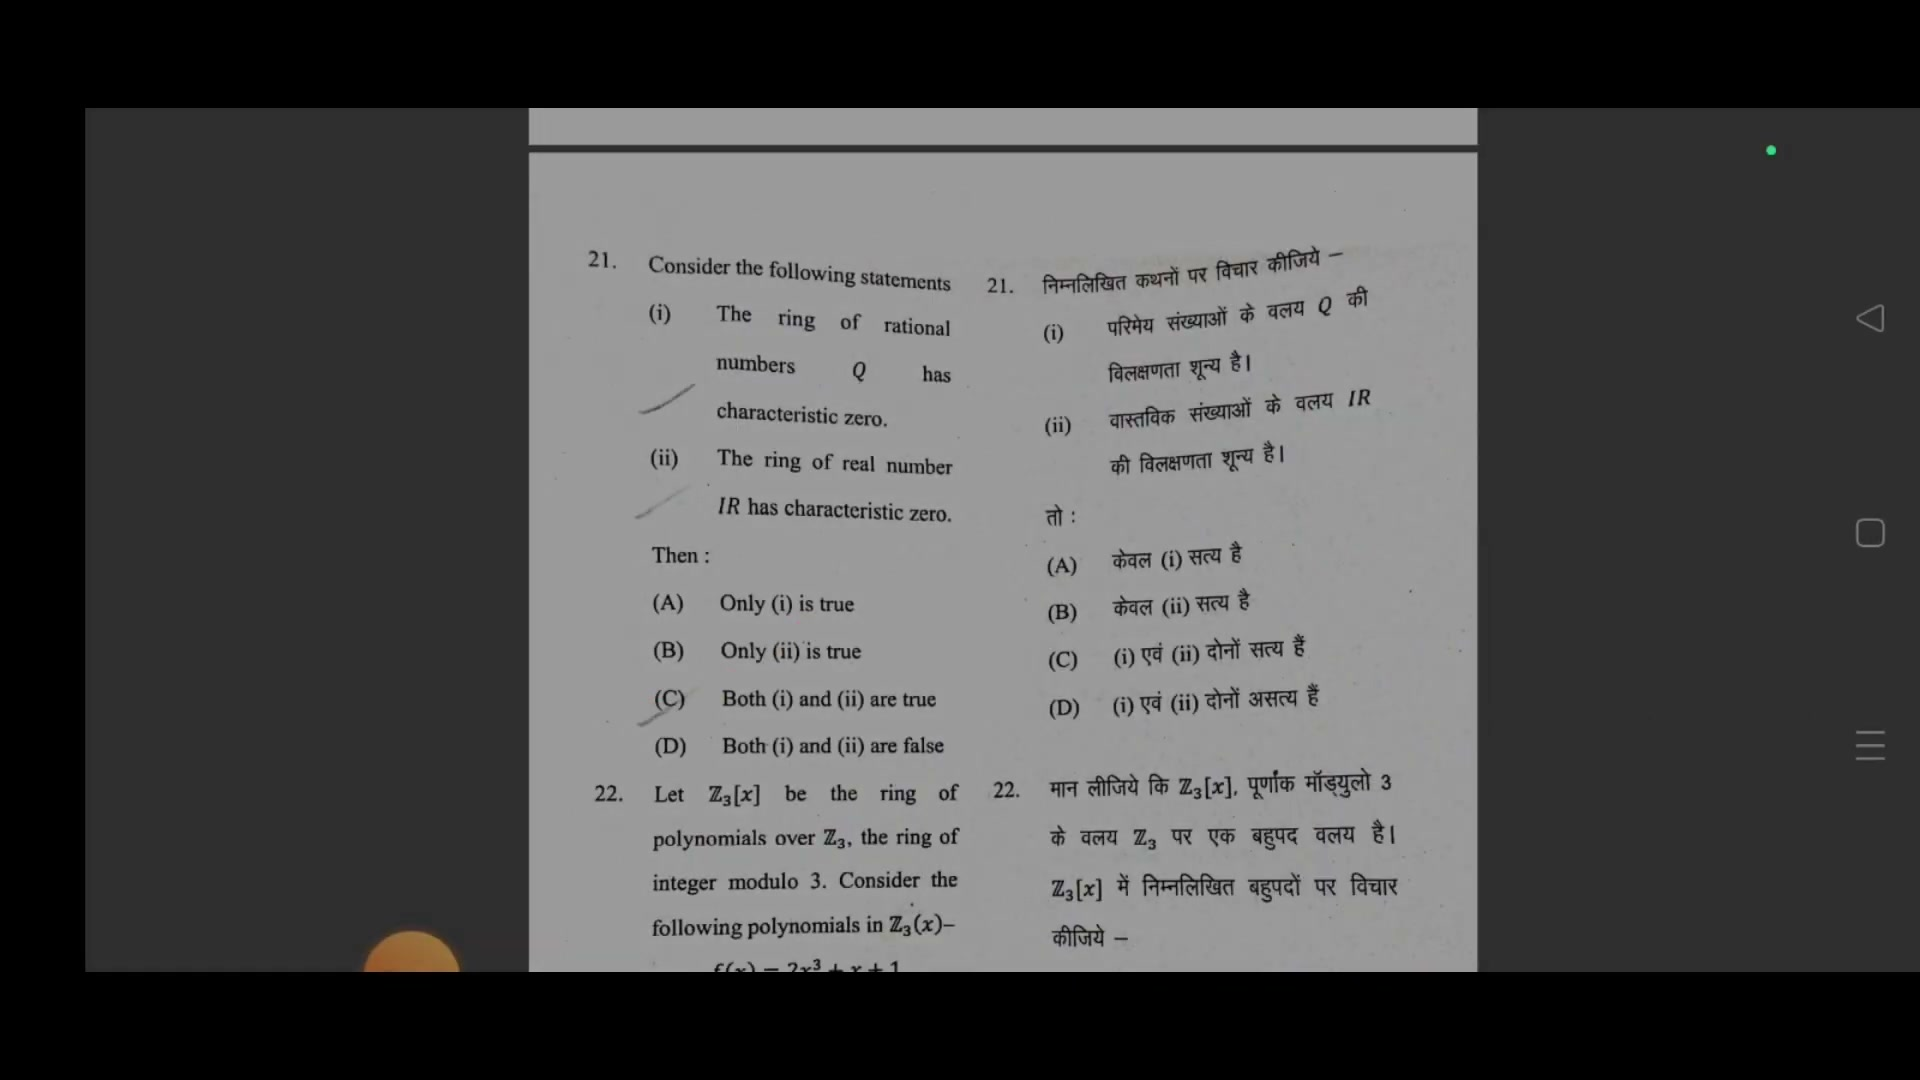 21. Consider the following statements
(i) The ring of rational
numbers Q has
characteristic zero.
(ii) The ring of real number
IR has characteristic zero.
Then :
(A) Only (i) is true
(B) Only (ii) is true
(C) Both (i) and (ii) are true
(D) Both (i) and (ii) are false
22. Let ℤ₃[x] be the ring of
polynomials over ℤ₃, the ring of
integer modulo 3. Consider the
following polynomials in ℤ₃(x)–
f(x) = 2x³ + x + 1
21. निम्नलिखित कथनों पर विचार कीजिये –
(i) परिमेय संख्याओं के वलय Q की
विलक्षणता शून्य है।
(ii) वास्तविक संख्याओं के वलय IR
की विलक्षणता शून्य है।
तो :
(A) केवल (i) सत्य है
(B) केवल (ii) सत्य है
(C) (i) एवं (ii) दोनों सत्य हैं
(D) (i) एवं (ii) दोनों असत्य हैं
22. मान लीजिये कि ℤ₃[x], पूर्णांक मॉड्युलो 3
के वलय ℤ₃ पर एक बहुपद वलय है।
ℤ₃[x] में निम्नलिखित बहुपदों पर विचार
कीजिये –